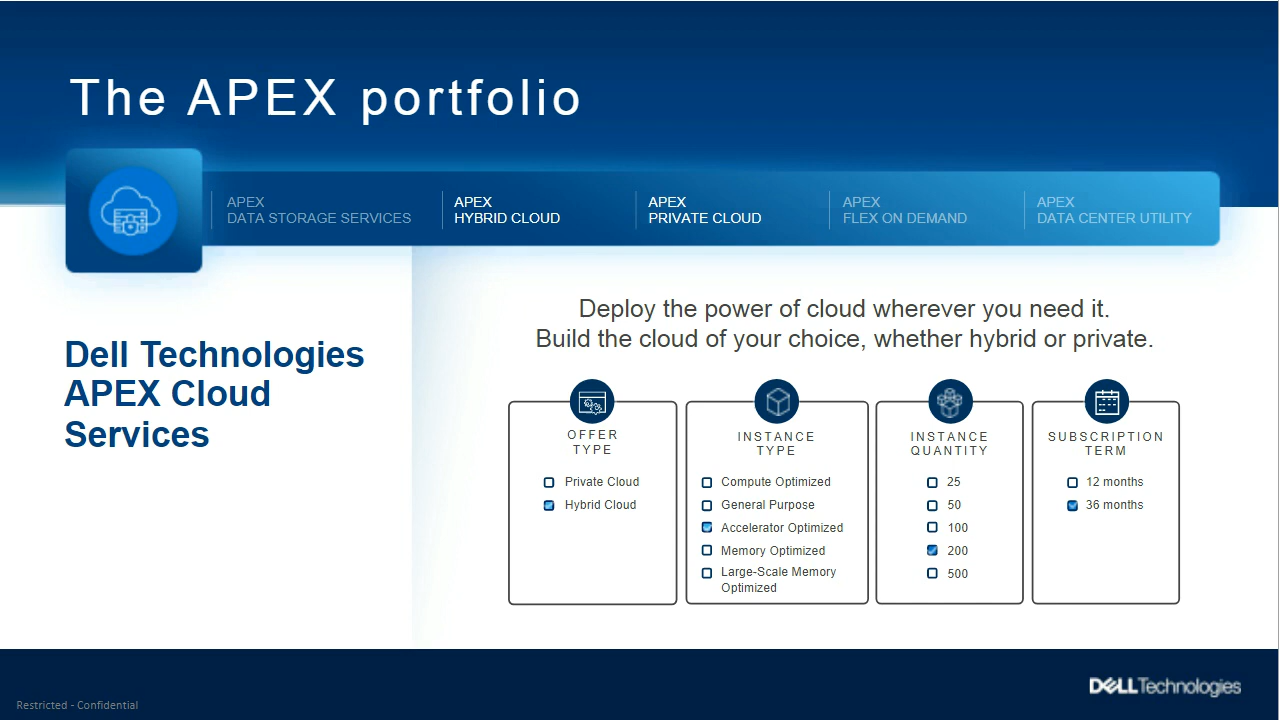 The APEX portfolio
APEX
DATA STORAGE SERVICES
APEX
HYBRID CLOUD
APEX
PRIVATE CLOUD
APEX
FLEX ON DEMAND
APEX
DATA CENTER UTILITY
Dell Technologies
APEX Cloud
Services
Deploy the power of cloud wherever you need it.
Build the cloud of your choice, whether hybrid or private.
OFFER
TYPE
Private Cloud
Hybrid Cloud
INSTANCE
TYPE
Compute Optimized
General Purpose
Accelerator Optimized
Memory Optimized
Large-Scale Memory
Optimized
INSTANCE
QUANTITY
25
50
100
200
500
SUBSCRIPTION
TERM
12 months
36 months
Restricted - Confidential
DELL Technologies